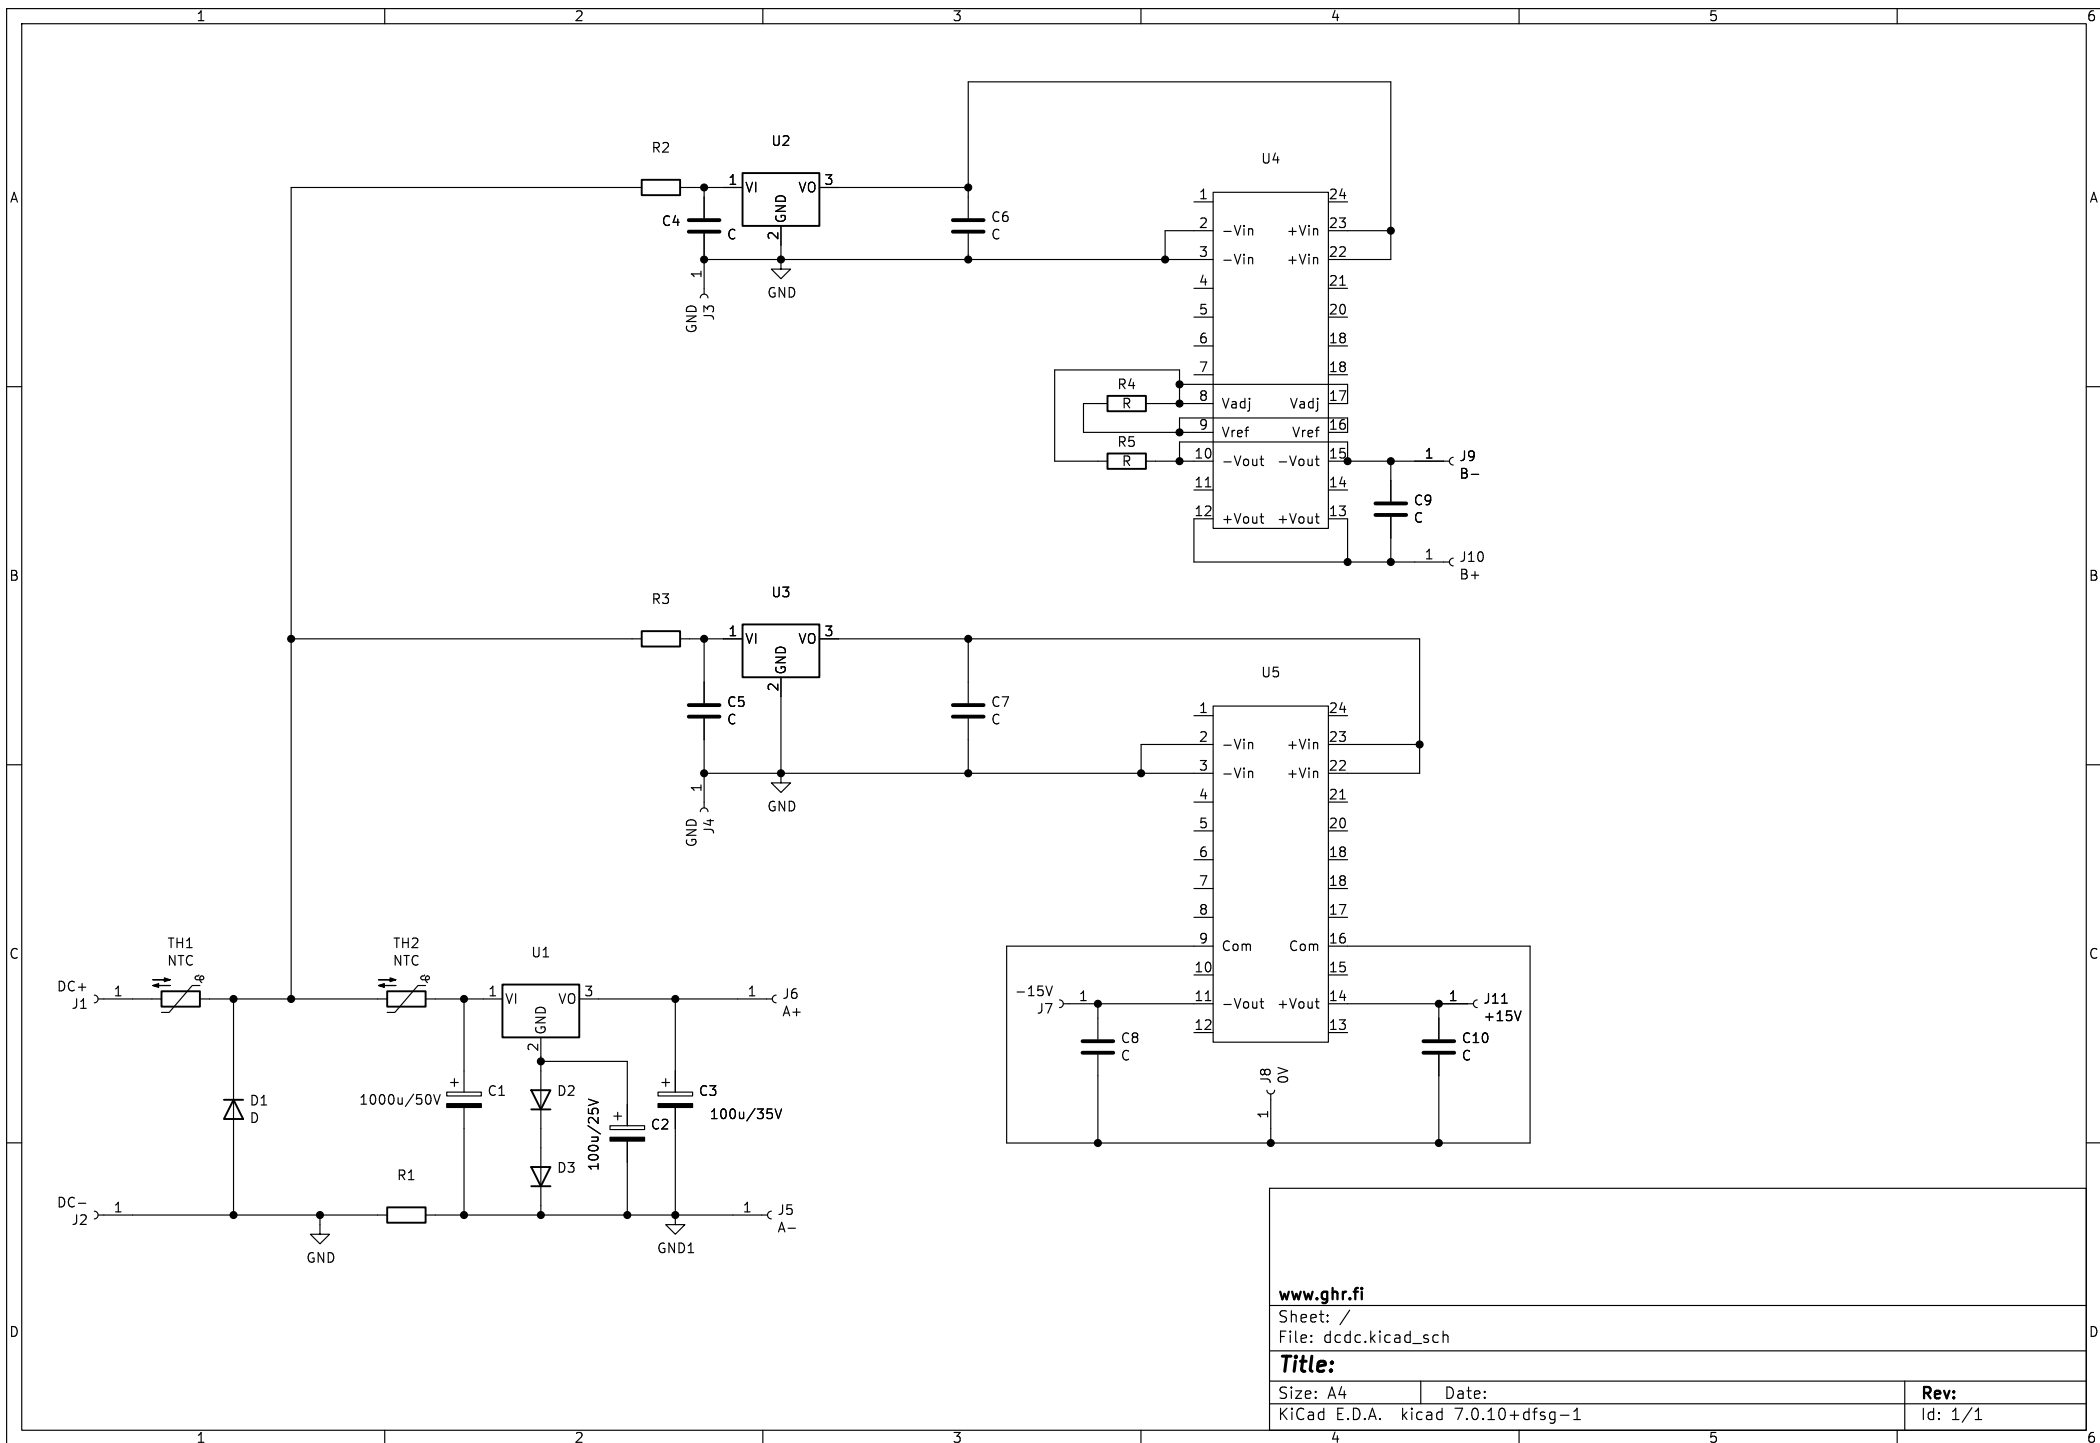 1 2 3 4 5 6
A
B
C
D
A
B
C
D
1 2 3 4 5 6
R2
U2
1 VI VO 3
GND
2
C4
C
C6
C
1
GND
J3
GND
U4
1 24
2 -Vin +Vin 23
3 -Vin +Vin 22
4 21
5 20
6 18
7 18
8 Vadj Vadj 17
9 Vref Vref 16
10 -Vout -Vout 15
11 14
12 +Vout +Vout 13
R4
R
R5
R
1 J9
B-
C9
C
1 J10
B+
R3
U3
1 VI VO 3
GND
2
C5
C
C7
C
1
GND
J4
GND
U5
1 24
2 -Vin +Vin 23
3 -Vin +Vin 22
4 21
5 20
6 18
7 18
8 17
9 Com Com 16
10 15
11 -Vout +Vout 14
12 13
-15V
J7 1
C8
C
J8
0V
1
1 J11
+15V
C10
C
TH1
NTC
TH2
NTC
U1
DC+
J1 1
1 VI VO 3
GND
2
1 J6
A+
D1
D
1000u/50V + C1
D2
D3
+ C2
100u/25V
+ C3
100u/35V
R1
DC-
J2 1
1 J5
A-
GND
GND1
www.ghr.fi
Sheet: /
File: dcdc.kicad_sch
Title:
Size: A4 Date: Rev:
KiCad E.D.A. kicad 7.0.10+dfsg-1 Id: 1/1